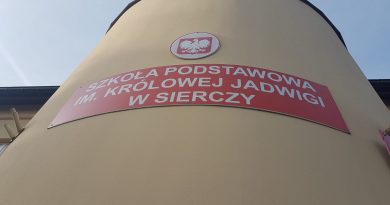 SZKOŁA PODSTAWOWA
IM. KRÓLOWEJ JADWIGI
W SIERCZY